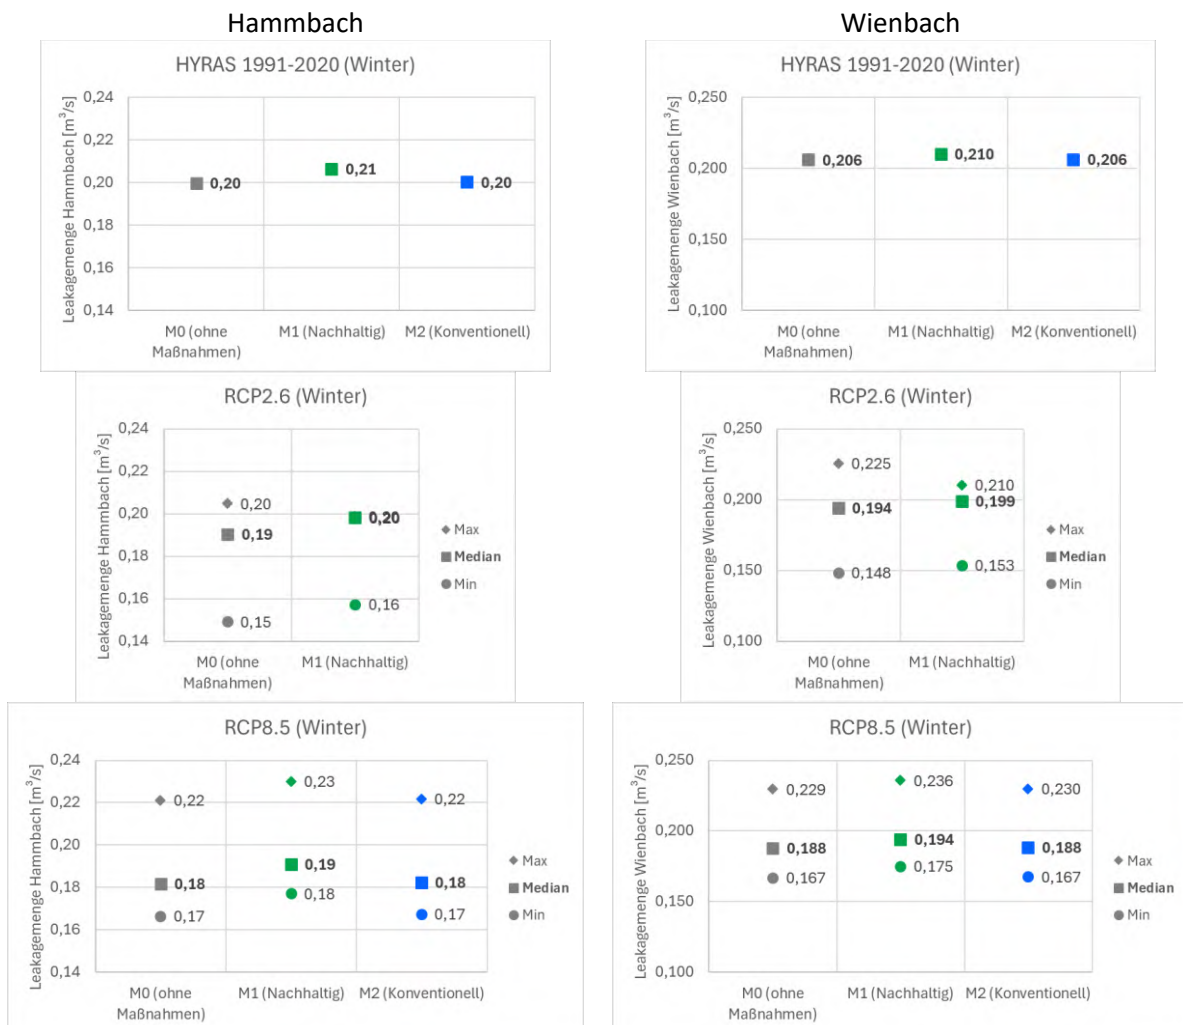 Hammbach
Wienbach
HYRAS 1991-2020 (Winter)
Leakagemenge Hammbach [m³/s]
0,24
0,22
0,20
0,18
0,16
0,14
0,20
0,21
0,20
M0 (ohne
Maßnahmen)
M1 (Nachhaltig)
M2 (Konventionell)
HYRAS 1991-2020 (Winter)
Leakagemenge Wienbach [m³/s]
0,250
0,200
0,150
0,100
0,206
0,210
0,206
M0 (ohne
Maßnahmen)
M1 (Nachhaltig)
M2 (Konventionell)
RCP2.6 (Winter)
Leakagemenge Hammbach [m³/s]
0,24
0,22
0,20
0,18
0,16
0,14
0,20
0,19
0,15
0,20
0,16
Max
Median
Min
M0 (ohne
Maßnahmen)
M1 (Nachhaltig)
RCP2.6 (Winter)
Leakagemenge Wienbach [m³/s]
0,250
0,200
0,150
0,100
0,225
0,194
0,148
0,210
0,199
0,153
Max
Median
Min
M0 (ohne
Maßnahmen)
M1 (Nachhaltig)
RCP8.5 (Winter)
Leakagemenge Hammbach [m³/s]
0,24
0,22
0,20
0,18
0,16
0,14
0,22
0,18
0,17
0,23
0,19
0,18
0,22
0,18
0,17
Max
Median
Min
M0 (ohne
Maßnahmen)
M1 (Nachhaltig)
M2 (Konventionell)
RCP8.5 (Winter)
Leakagemenge Wienbach [m³/s]
0,250
0,200
0,150
0,100
0,229
0,188
0,167
0,236
0,194
0,175
0,230
0,188
0,167
Max
Median
Min
M0 (ohne
Maßnahmen)
M1 (Nachhaltig)
M2 (Konventionell)